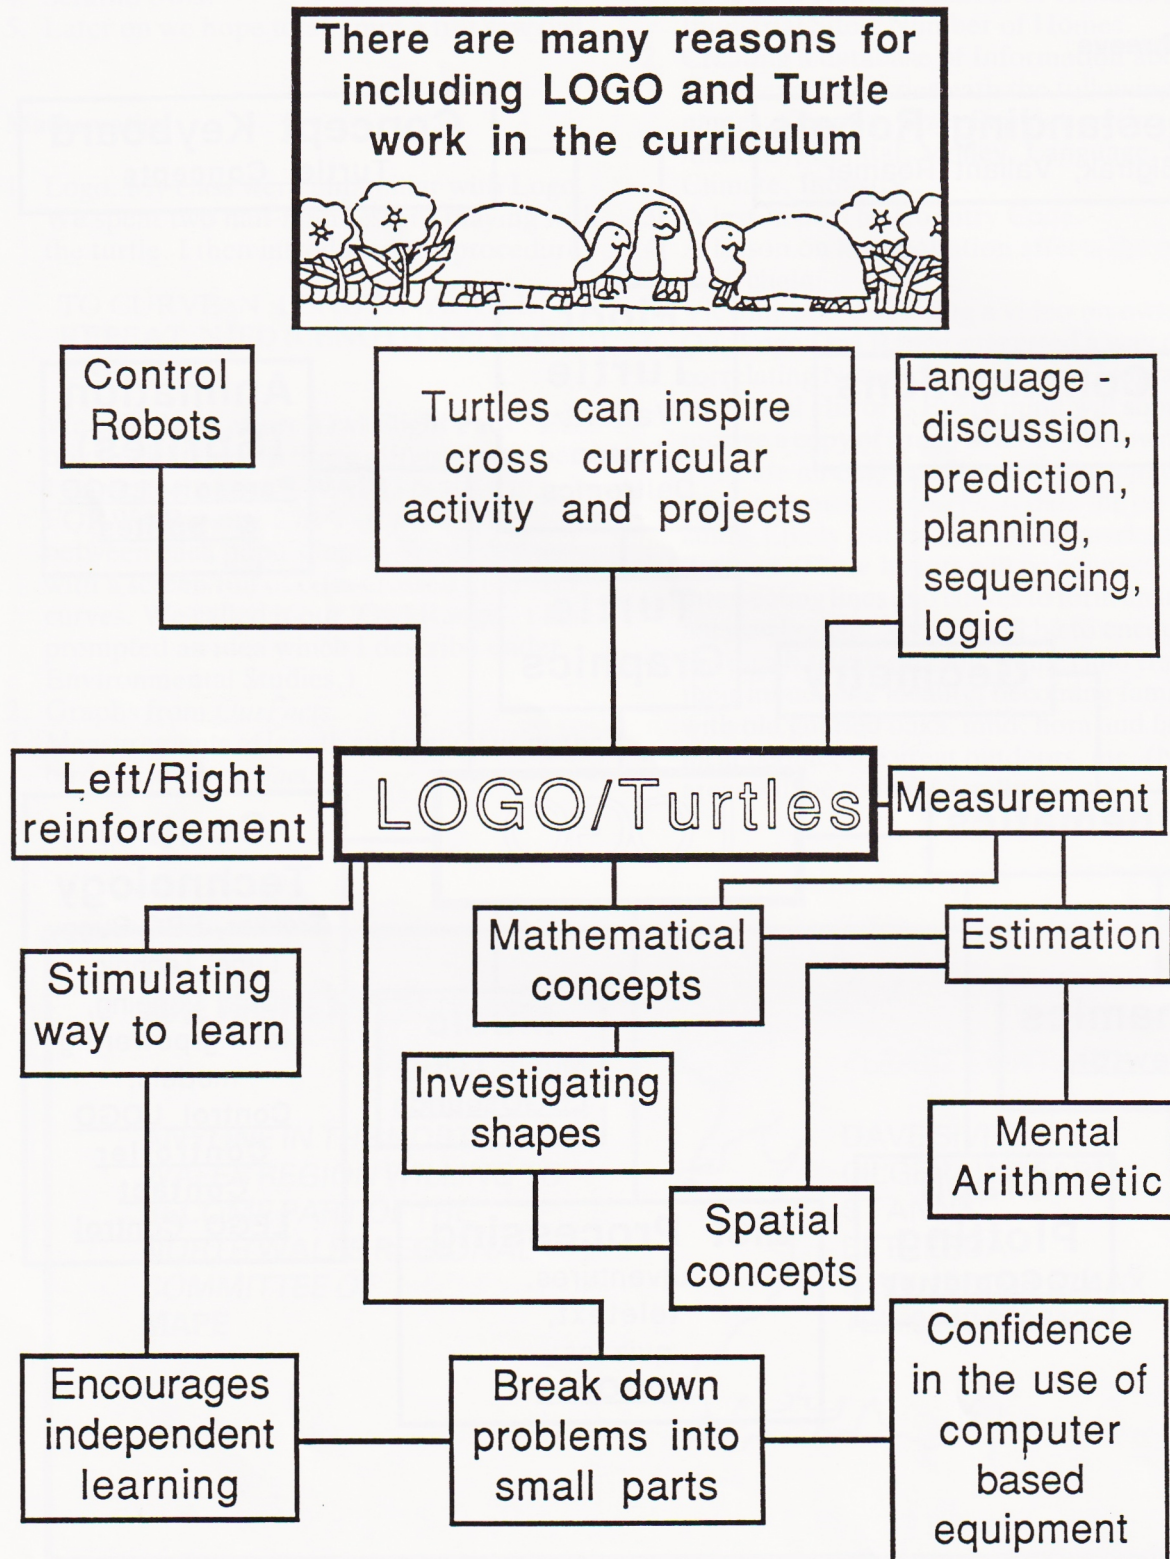 There are many reasons for
including LOGO and Turtle
work in the curriculum
Control
Robots
Turtles can inspire
cross curricular
activity and projects
Language -
discussion,
prediction,
planning,
sequencing,
logic
Left/Right
reinforcement
LOGO/Turtles
Measurement
Mathematical
concepts
Estimation
Stimulating
way to learn
Investigating
shapes
Mental
Arithmetic
Spatial
concepts
Encourages
independent
learning
Break down
problems into
small parts
Confidence
in the use of
computer
based
equipment